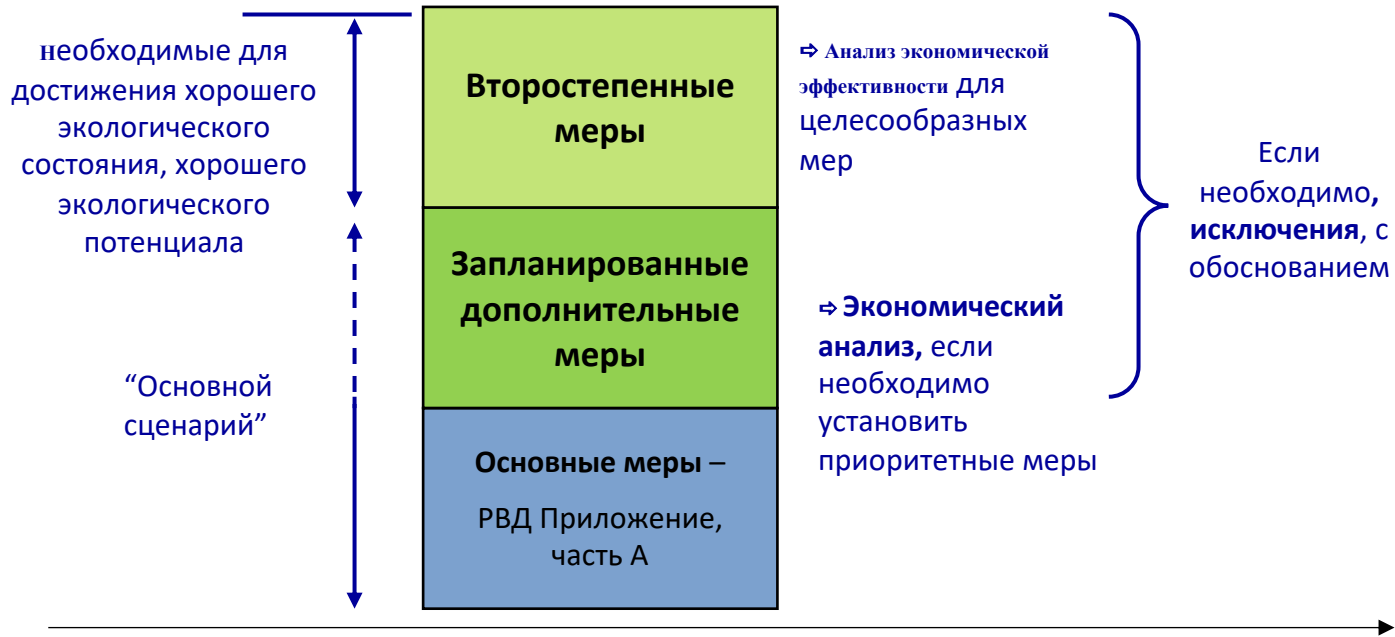 необходимые для
достижения хорошего
экологического
состояния, хорошего
экологического
потенциала
“Основной
сценарий”
Второстепенные
меры
Запланированные
дополнительные
меры
Основные меры –
РВД Приложение,
часть А
⇨ Анализ экономической
эффективности для
целесообразных
мер
⇨ Экономический
анализ, если
необходимо
установить
приоритетные меры
Если
необходимо,
исключения, с
обоснованием